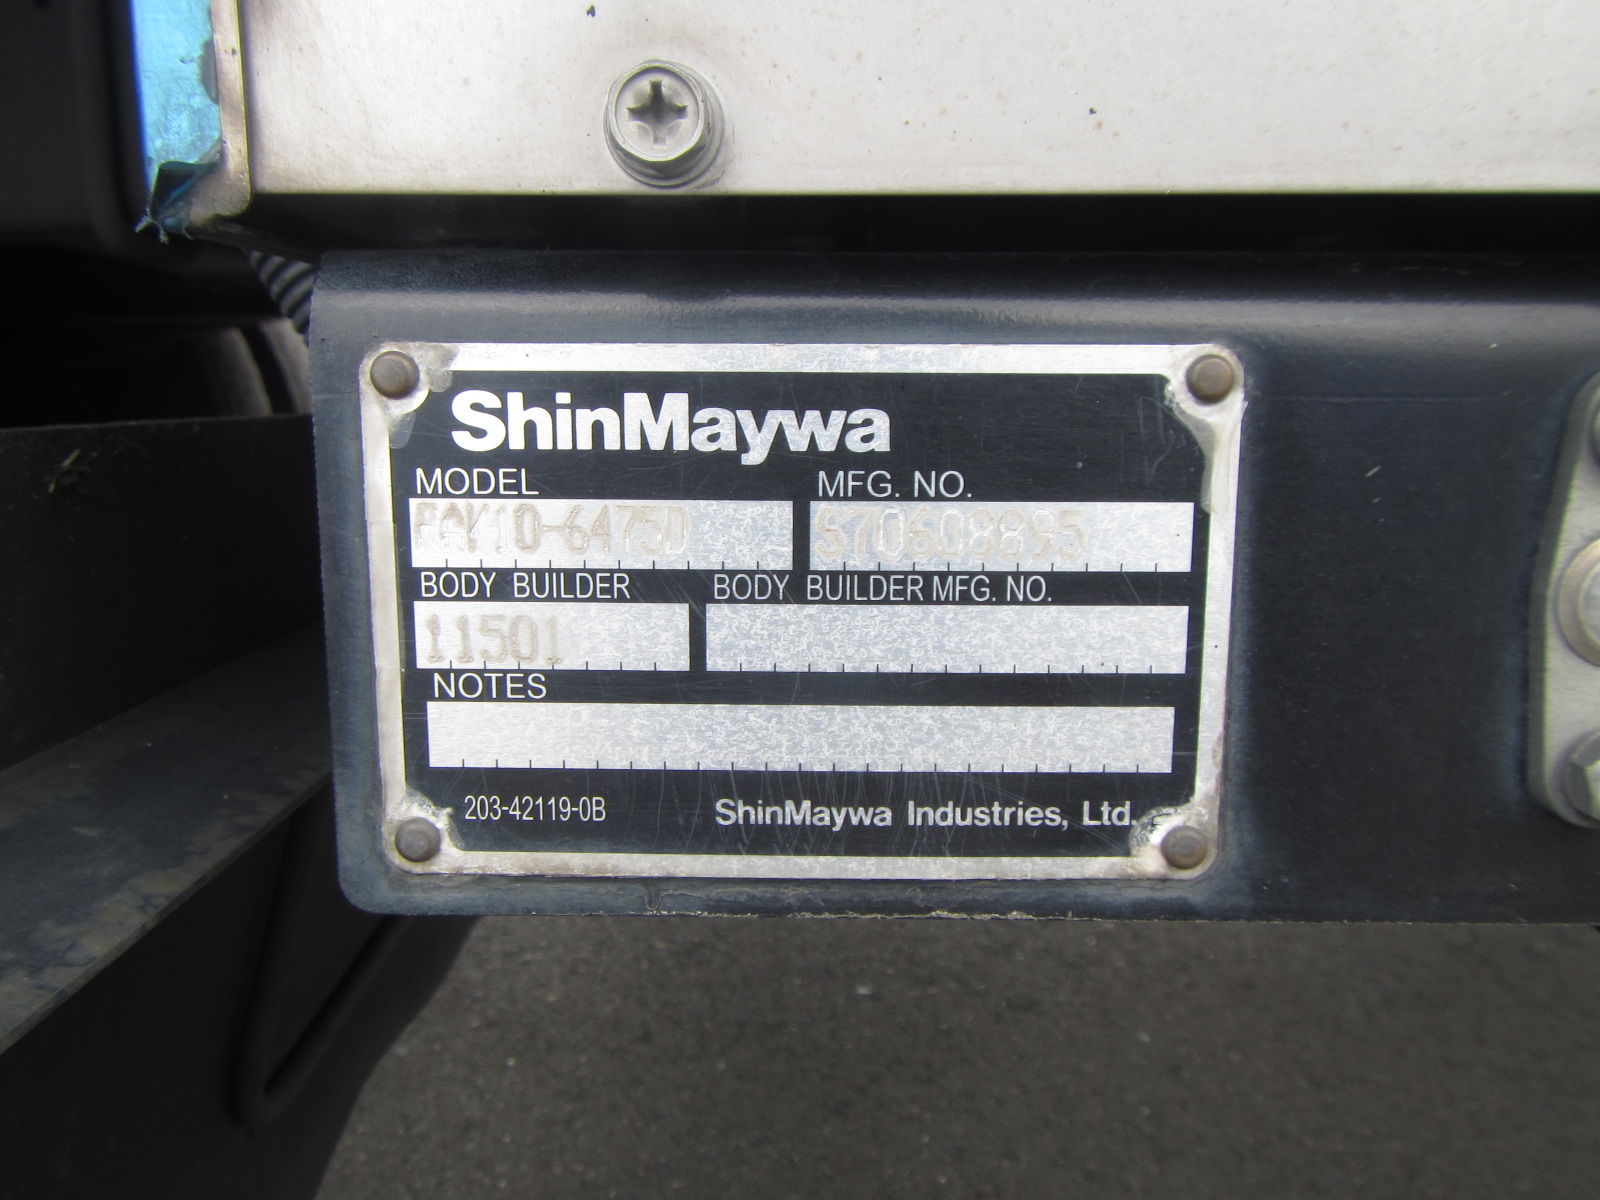 ShinMaywa
MODEL MFG. NO.
S70608895
BODY BUILDER BODY BUILDER MFG. NO.
11501
NOTES
203-42119-0B ShinMaywa Industries, Ltd.